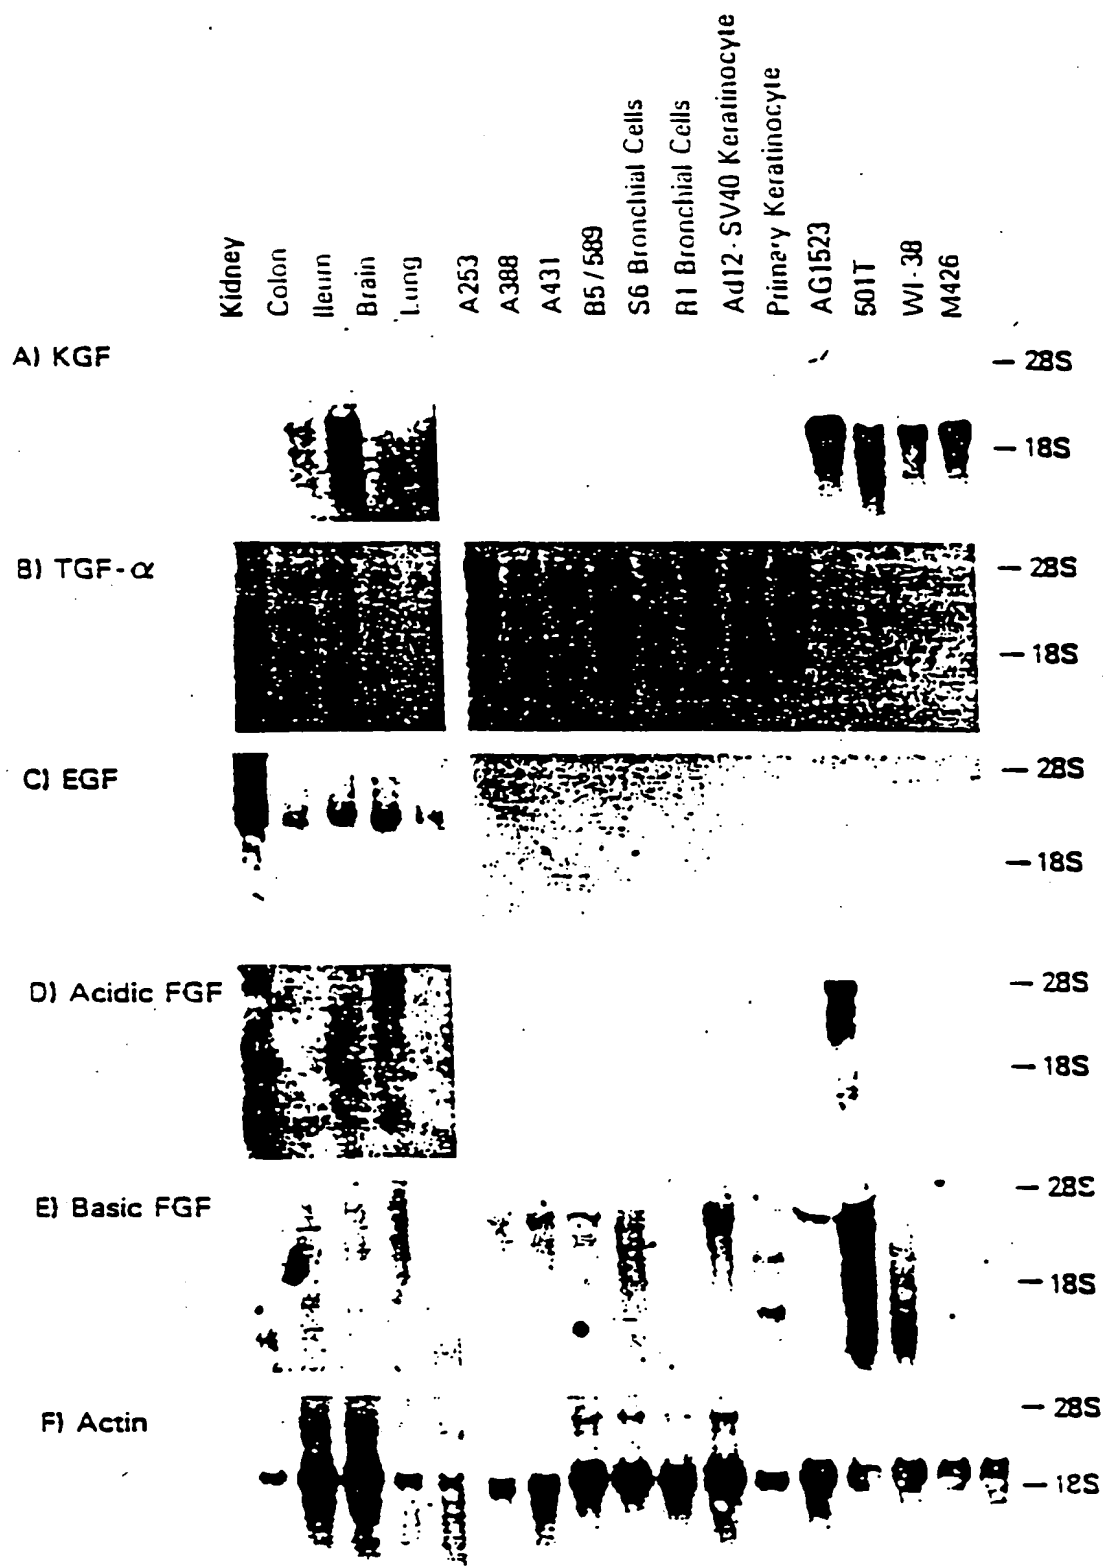 Kidney
Colon
Ileum
Brain
Lung
A253
A388
A431
B5 / 589
S6 Bronchial Cells
R1 Bronchial Cells
Ad12-SV40 Keratinocyte
Primary Keratinocyte
AG1523
501T
WI-38
M426
A) KGF
— 28S
— 18S
B) TGF-α
— 28S
— 18S
C) EGF
— 28S
— 18S
D) Acidic FGF
— 28S
— 18S
E) Basic FGF
— 28S
— 18S
F) Actin
— 28S
— 18S